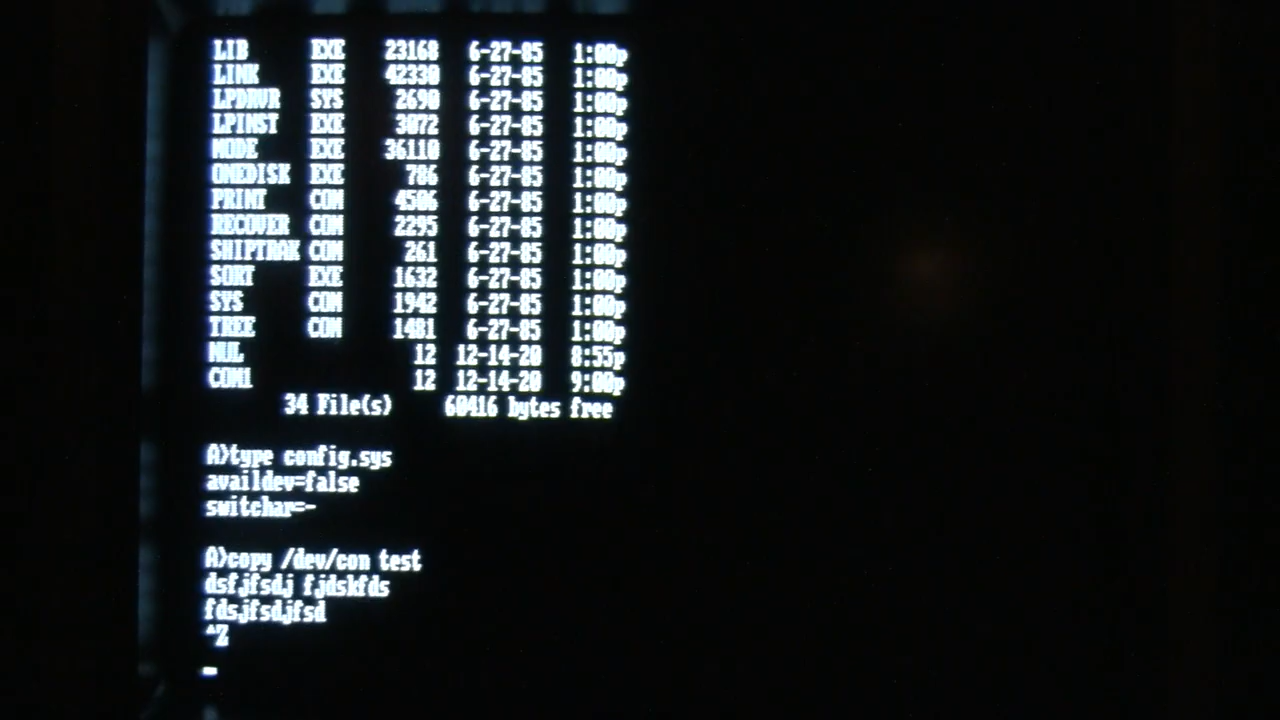 LIB EXE 23168 6-27-85 1:00p
LINK EXE 42330 6-27-85 1:00p
LPDRVR SYS 2690 6-27-85 1:00p
LPINST EXE 3072 6-27-85 1:00p
MODE EXE 36110 6-27-85 1:00p
ONEDISK EXE 786 6-27-85 1:00p
PRINT COM 4506 6-27-85 1:00p
RECOVER COM 2295 6-27-85 1:00p
SHIPTRAK COM 261 6-27-85 1:00p
SORT EXE 1632 6-27-85 1:00p
SYS COM 1942 6-27-85 1:00p
TREE COM 1481 6-27-85 1:00p
NUL 12 12-14-20 8:55p
COM1 12 12-14-20 9:00p
34 File(s) 60416 bytes free
A>type config.sys
availdev=false
switchar=-
A>copy /dev/con test
dsfjfsdj fjdskfds
fdsjfsdjfsd
^Z